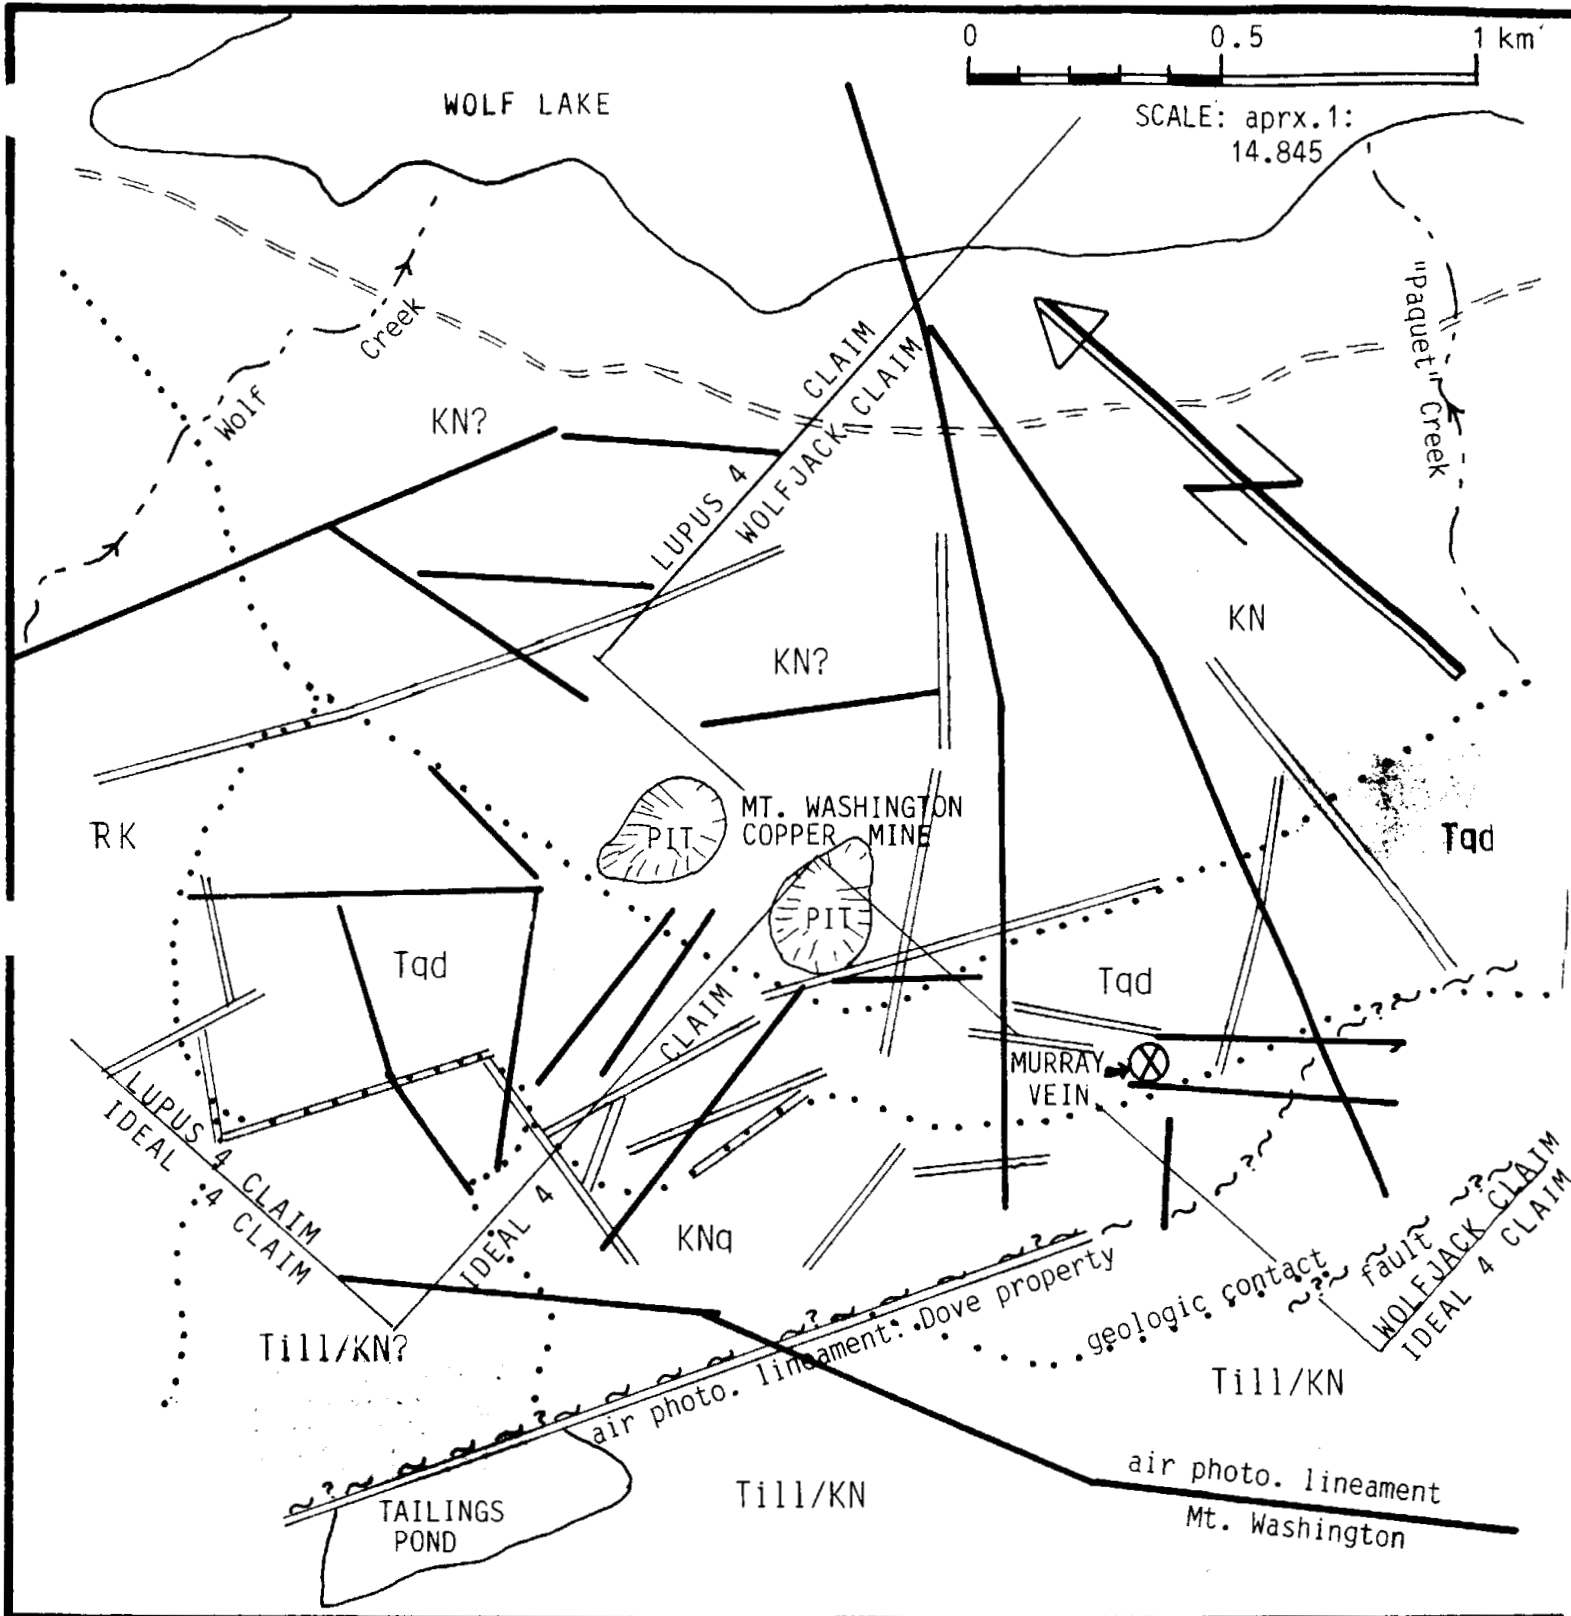 0 0.5 1 km
WOLF LAKE
SCALE: aprx.1:
14.845
"Paquet" Creek
Wolf Creek
KN?
LUPUS 4 CLAIM
WOLFJACK CLAIM
KN
KN?
MT. WASHINGTON
COPPER MINE
PIT
PIT
RK
Tqd
Tqd
Tqd
MURRAY
VEIN
LUPUS 4 CLAIM
IDEAL 4 CLAIM
IDEAL 4 CLAIM
KNq
?
?
?
?
?
?
?
?
fault
WOLFJACK CLAIM
IDEAL 4 CLAIM
geologic contact
air photo. lineament: Dove property
Till/KN?
Till/KN
Till/KN
TAILINGS
POND
air photo. lineament
Mt. Washington